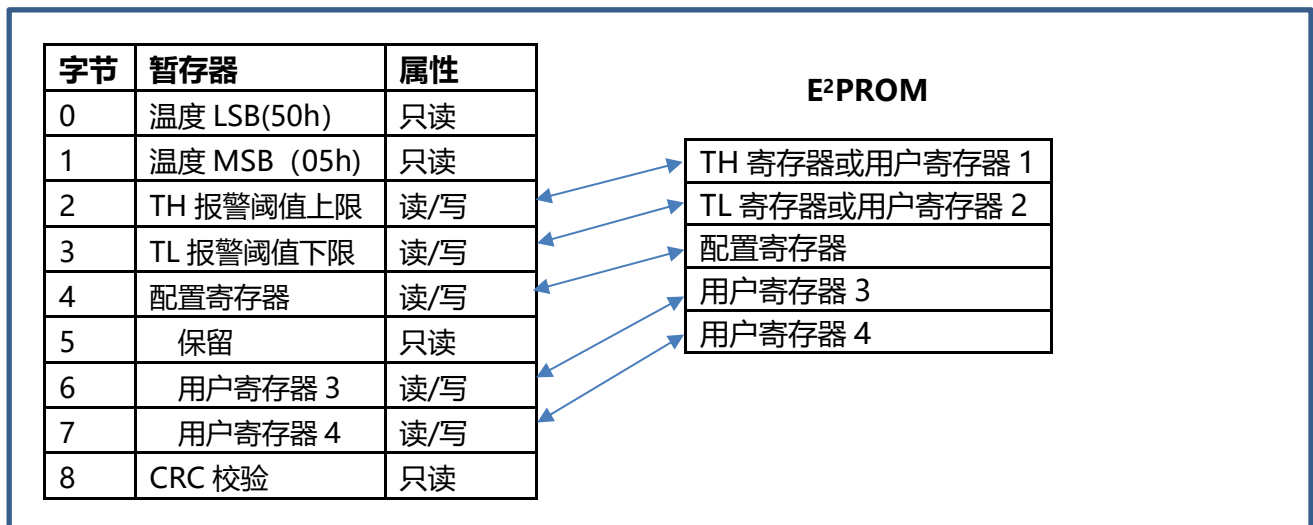 字节 暂存器 属性
0 温度 LSB(50h） 只读
1 温度 MSB（05h) 只读
2 TH 报警阈值上限 读/写
3 TL 报警阈值下限 读/写
4 配置寄存器 读/写
5 保留 只读
6 用户寄存器 3 读/写
7 用户寄存器 4 读/写
8 CRC 校验 只读
E²PROM
TH 寄存器或用户寄存器 1
TL 寄存器或用户寄存器 2
配置寄存器
用户寄存器 3
用户寄存器 4